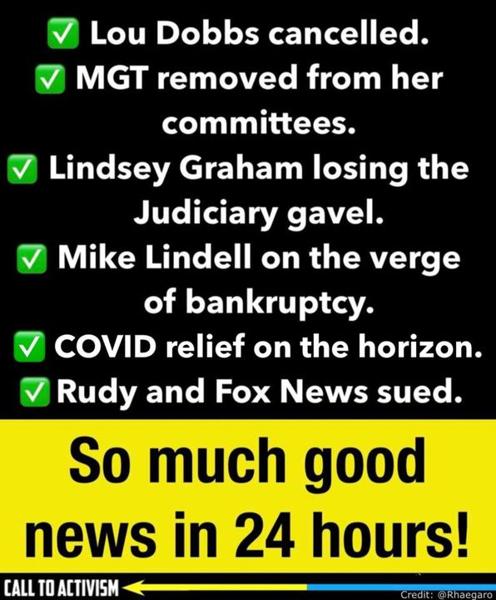 ✅ Lou Dobbs cancelled.
✅ MGT removed from her
committees.
✅ Lindsey Graham losing the
Judiciary gavel.
✅ Mike Lindell on the verge
of bankruptcy.
✅ COVID relief on the horizon.
✅ Rudy and Fox News sued.
So much good
news in 24 hours!
CALL TO ACTIVISM
Credit: @Rhaegaro